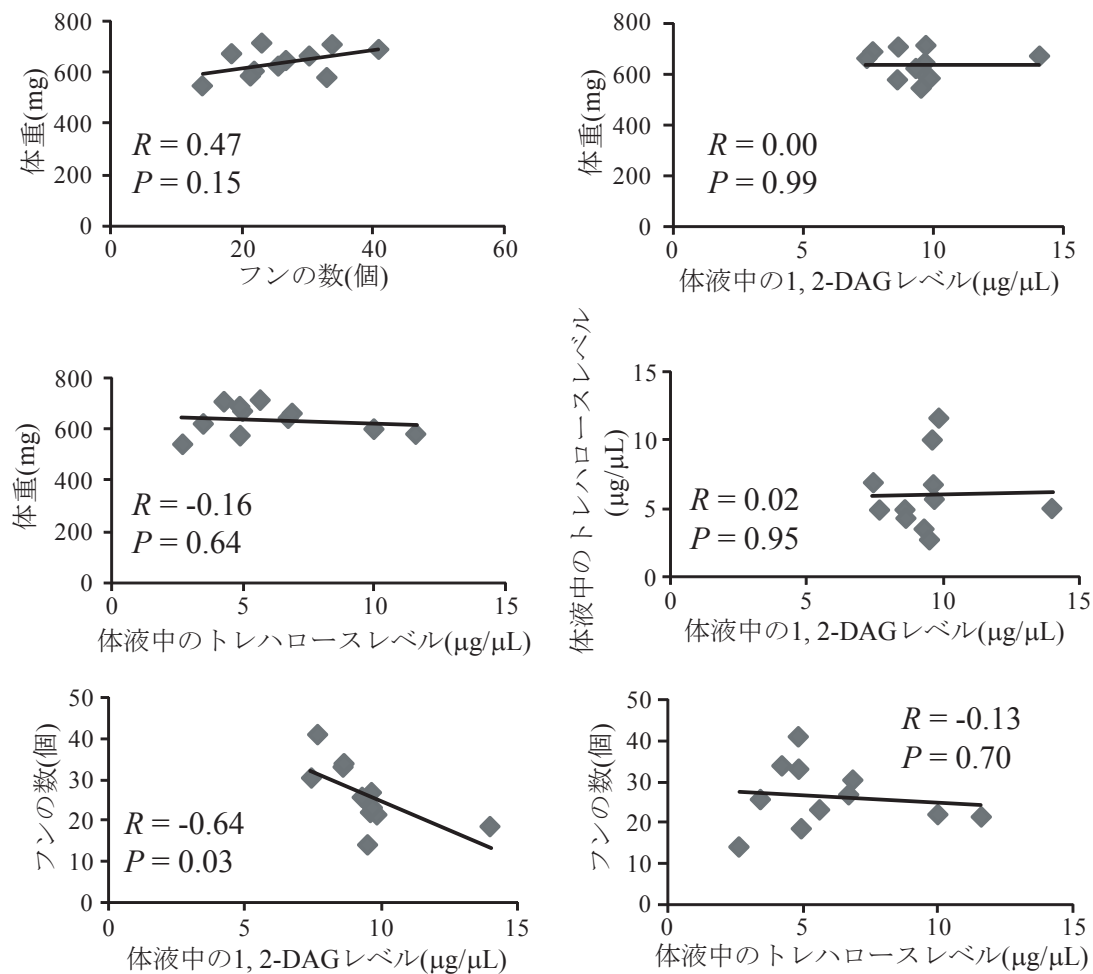 800
600
400
200
0
体重(mg)
R = 0.47
P = 0.15
0 20 40 60
フンの数(個)
800
600
400
200
0
体重(mg)
R = 0.00
P = 0.99
0 5 10 15
体液中の1, 2-DAGレベル(μg/μL)
800
600
400
200
0
体重(mg)
R = -0.16
P = 0.64
0 5 10 15
体液中のトレハロースレベル(μg/μL)
体液中のトレハロースレベル
(μg/μL)
15
10
5
0
R = 0.02
P = 0.95
0 5 10 15
体液中の1, 2-DAGレベル(μg/μL)
50
40
30
20
10
0
フンの数(個)
R = -0.64
P = 0.03
0 5 10 15
体液中の1, 2-DAGレベル(μg/μL)
50
40
30
20
10
0
フンの数(個)
R = -0.13
P = 0.70
0 5 10 15
体液中のトレハロースレベル(μg/μL)